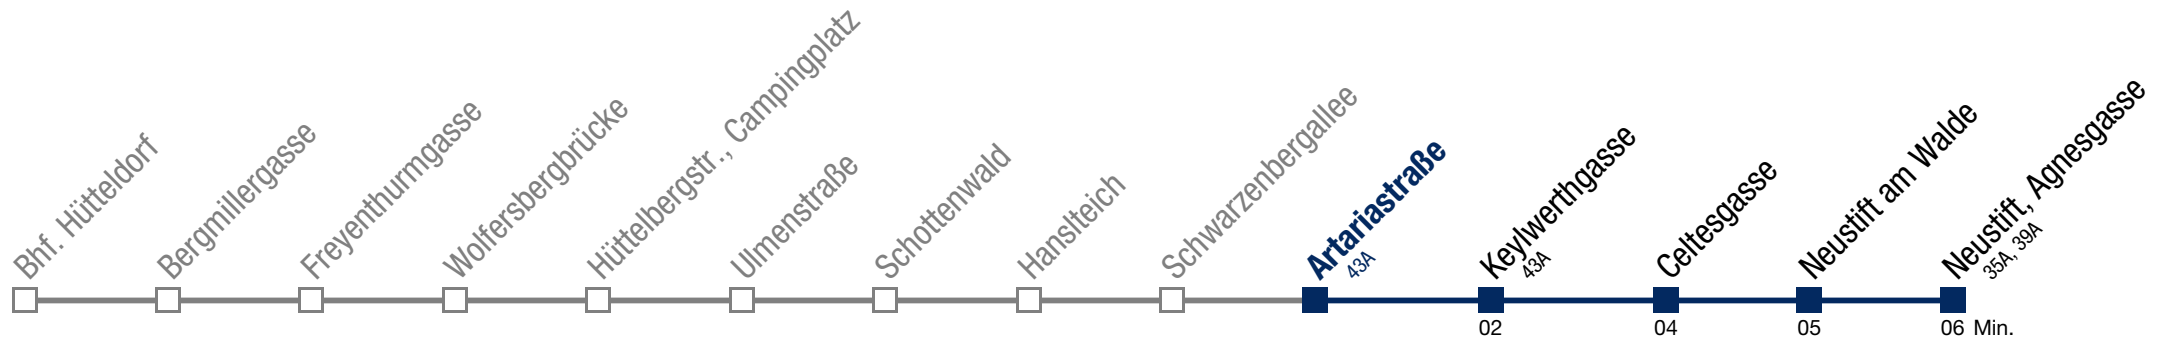 Bhf. Hütteldorf
Bergmillergasse
Freyenthurmgasse
Wolfersbergbrücke
Hüttelbergstr., Campingplatz
Ulmenstraße
Schottenwald
Hanslteich
Schwarzenbergallee
Artariastraße
43A
Keylwerthgasse
43A
Celtesgasse
Neustift am Walde
Neustift, Agnesgasse
35A, 39A
02
04
05
06 Min.